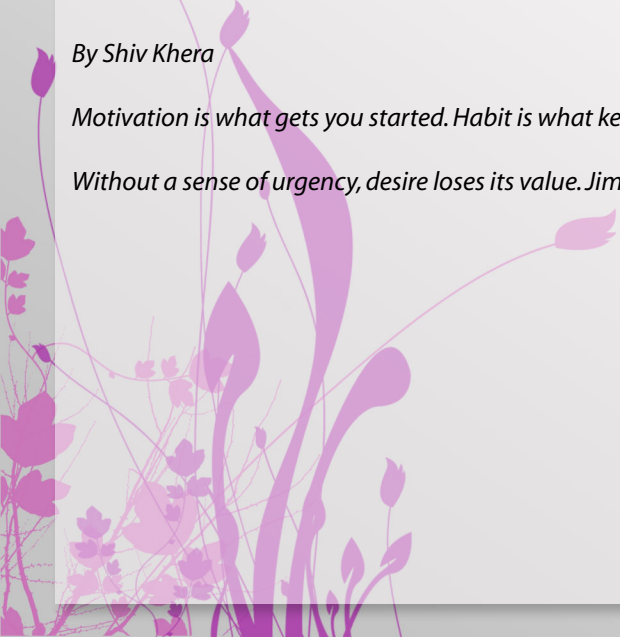 By Shiv Khera
Motivation is what gets you started. Habit is what ke
Without a sense of urgency, desire loses its value. Jim